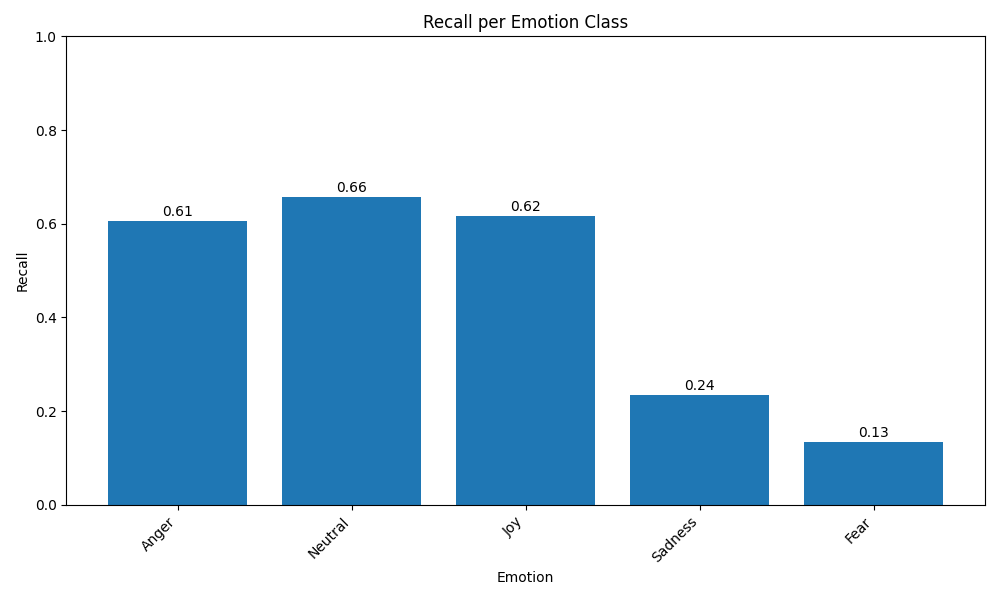 Recall per Emotion Class
1.0
0.8
0.6
0.4
0.2
0.0
Recall
0.61
0.66
0.62
0.24
0.13
Anger
Neutral
Joy
Sadness
Fear
Emotion